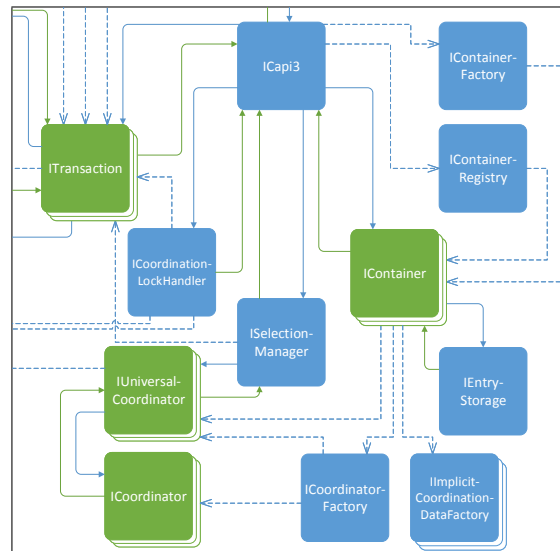 ICapi3
IContainer-
Factory
ITransaction
IContainer-
Registry
ICoordination-
LockHandler
IContainer
ISelection-
Manager
IUniversal-
Coordinator
IEntry-
Storage
ICoordinator
ICoordinator-
Factory
IImplicit-
Coordination-
DataFactory